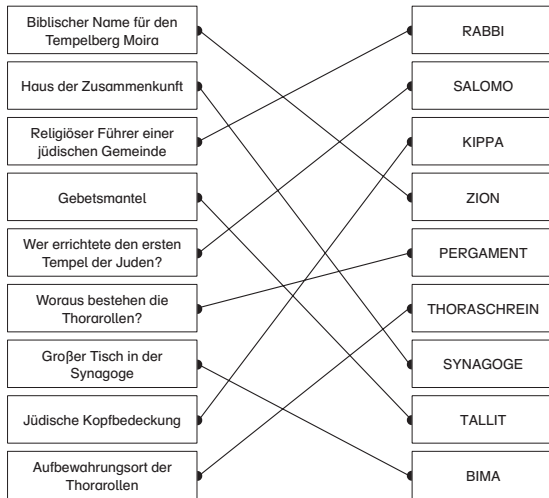 Biblischer Name für den
Tempelberg Moira
RABBI
Haus der Zusammenkunft
SALOMO
Religiöser Führer einer
jüdischen Gemeinde
KIPPA
Gebetsmantel
ZION
Wer errichtete den ersten
Tempel der Juden?
PERGAMENT
Woraus bestehen die
Thorarollen?
THORASCHREIN
Großer Tisch in der
Synagoge
SYNAGOGE
Jüdische Kopfbedeckung
TALLIT
Aufbewahrungsort der
Thorarollen
BIMA